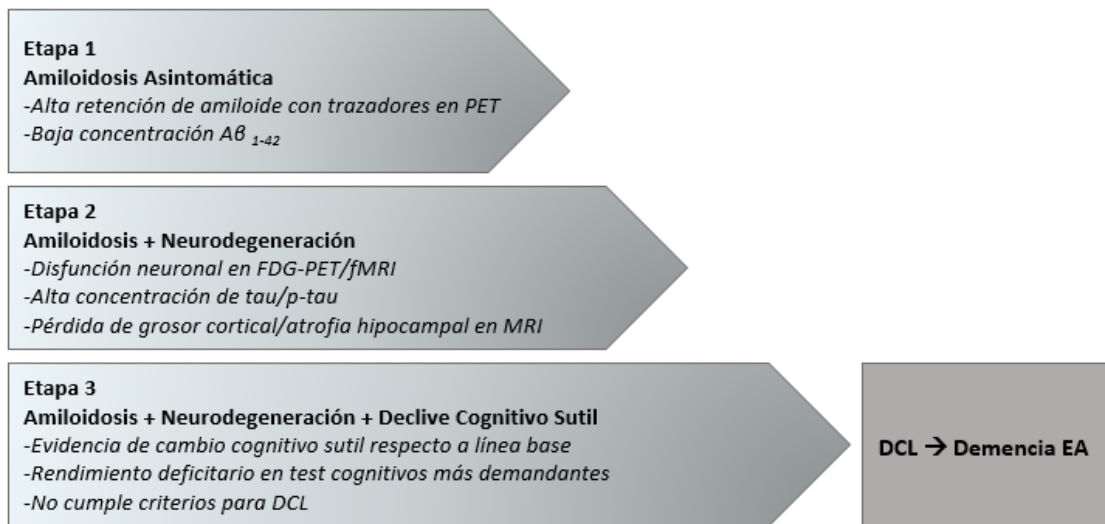 Etapa 1
Amiloidosis Asintomática
-Alta retención de amiloide con trazadores en PET
-Baja concentración Aβ 1-42
Etapa 2
Amiloidosis + Neurodegeneración
-Disfunción neuronal en FDG-PET/fMRI
-Alta concentración de tau/p-tau
-Pérdida de grosor cortical/atrofia hipocampal en MRI
Etapa 3
Amiloidosis + Neurodegeneración + Declive Cognitivo Sutil
-Evidencia de cambio cognitivo sutil respecto a línea base
-Rendimiento deficitario en test cognitivos más demandantes
-No cumple criterios para DCL
DCL → Demencia EA